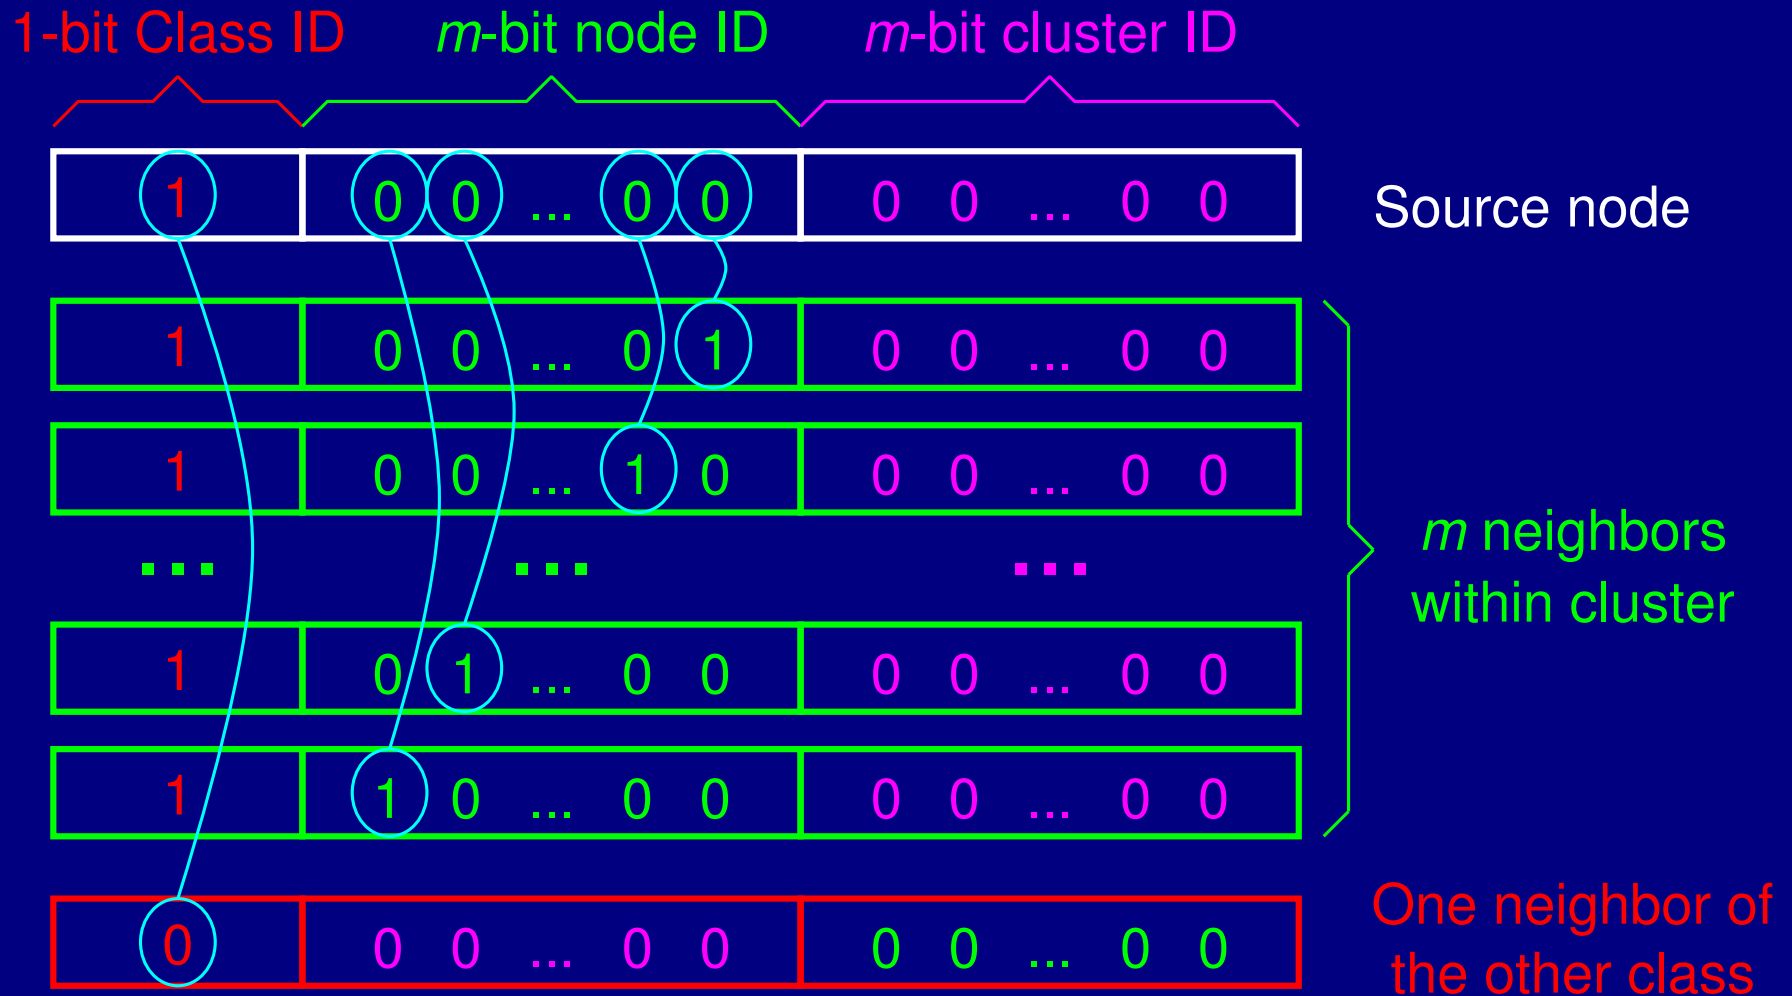 1-bit Class ID m-bit node ID m-bit cluster ID
1 0 0 ... 0 0 0 0 ... 0 0 Source node
1 0 0 ... 0 1 0 0 ... 0 0
1 0 0 ... 1 0 0 0 ... 0 0
... ... ...
m neighbors
within cluster
1 0 1 ... 0 0 0 0 ... 0 0
1 1 0 ... 0 0 0 0 ... 0 0
0 0 0 ... 0 0 0 0 ... 0 0
One neighbor of
the other class